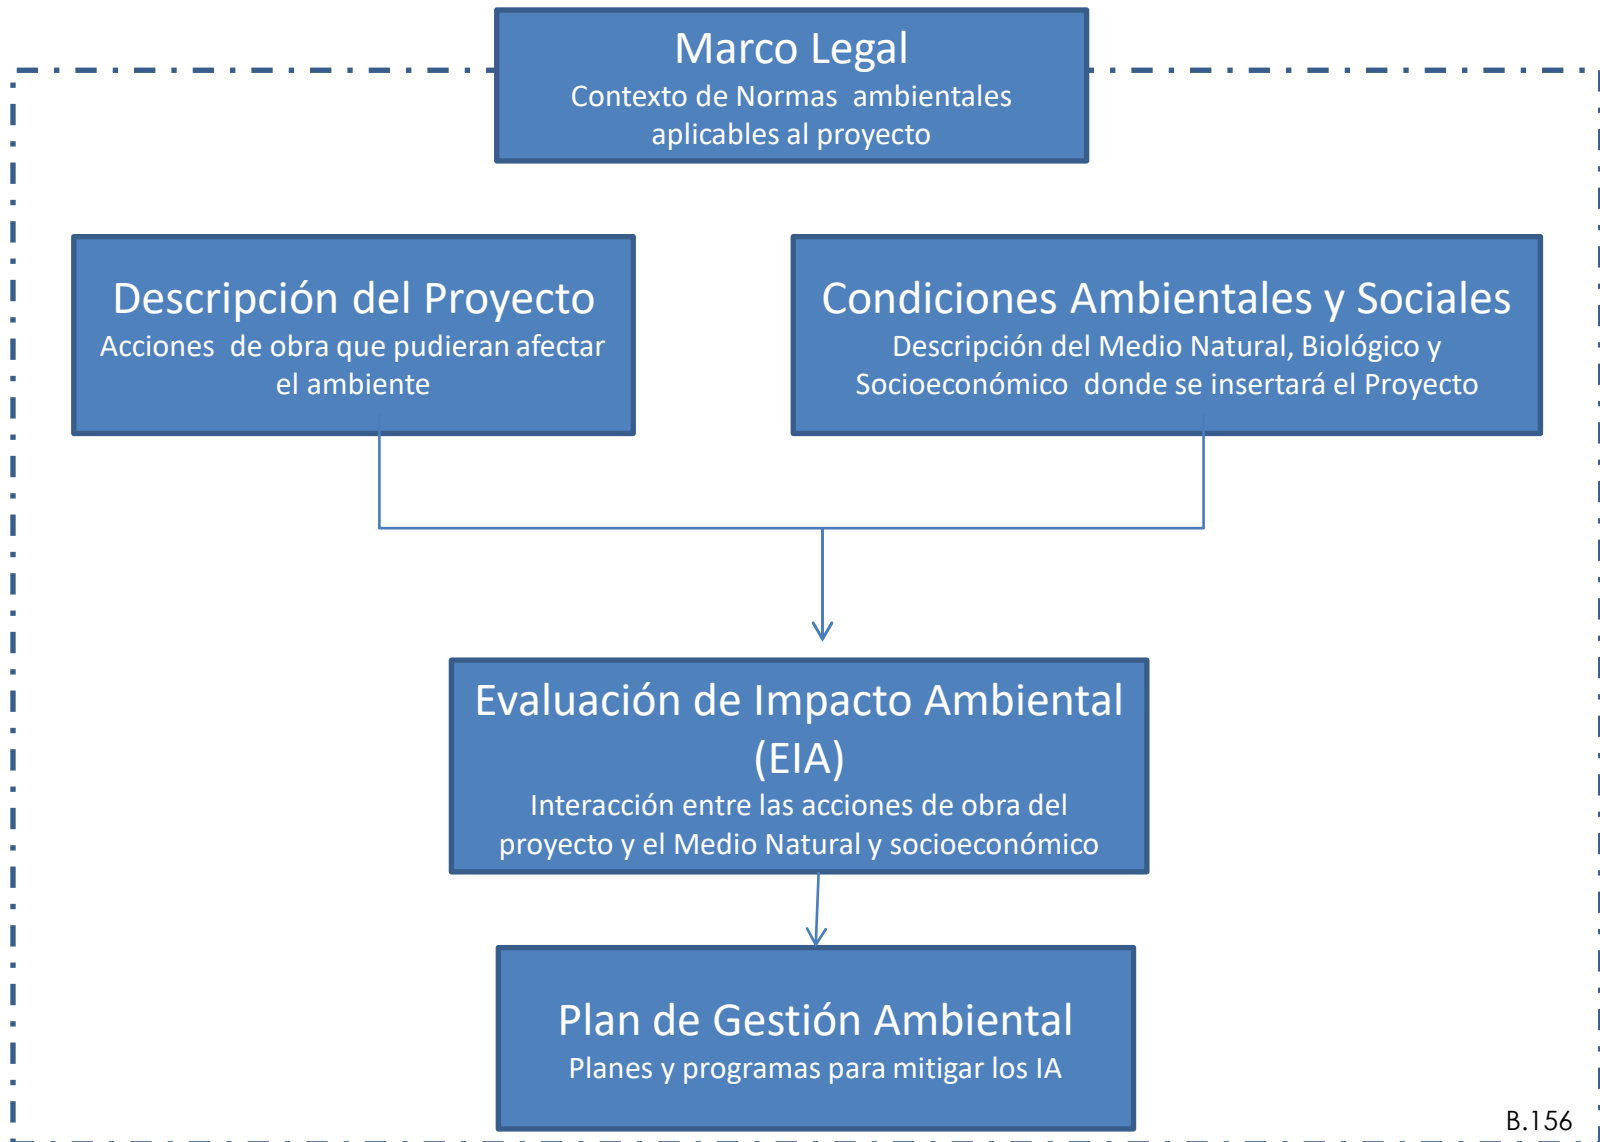 Marco Legal
Contexto de Normas ambientales
aplicables al proyecto
Descripción del Proyecto
Acciones de obra que pudieran afectar
el ambiente
Condiciones Ambientales y Sociales
Descripción del Medio Natural, Biológico y
Socioeconómico donde se insertará el Proyecto
Evaluación de Impacto Ambiental
(EIA)
Interacción entre las acciones de obra del
proyecto y el Medio Natural y socioeconómico
Plan de Gestión Ambiental
Planes y programas para mitigar los IA
B.156